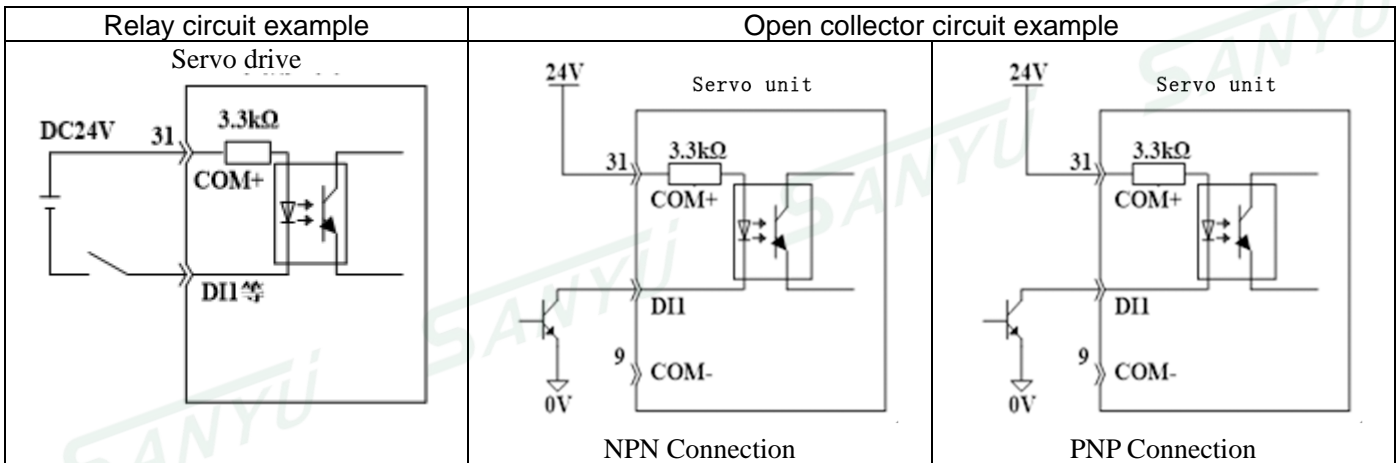 Relay circuit example
Open collector circuit example
Servo drive
DC24V
31
3.3kΩ
COM+
DI1等
24V
Servo unit
31
3.3kΩ
COM+
DI1
9
COM-
0V
NPN Connection
24V
Servo unit
31
3.3kΩ
COM+
DI1
9
COM-
0V
PNP Connection
SANYU
SANYU
SANYU
SANYU